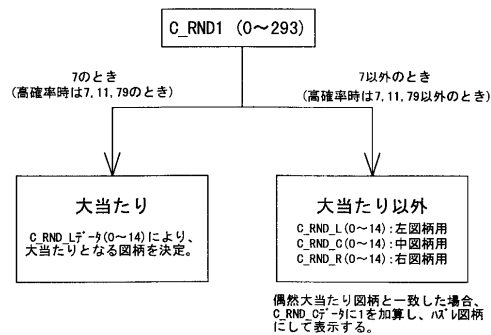 C_RND1 (0～293)
7のとき
(高確率時は7,11,79のとき)
7以外のとき
(高確率時は7,11,79以外のとき)
大当たり
C_RND_Lﾃﾞｰﾀ(0～14)により、
大当たりとなる図柄を決定。
大当たり以外
C_RND_L(0～14):左図柄用
C_RND_C(0～14):中図柄用
C_RND_R(0～14):右図柄用
偶然大当たり図柄と一致した場合、
C_RND_Cﾃﾞｰﾀに1を加算し、ﾊｽﾞﾚ図柄
にして表示する。